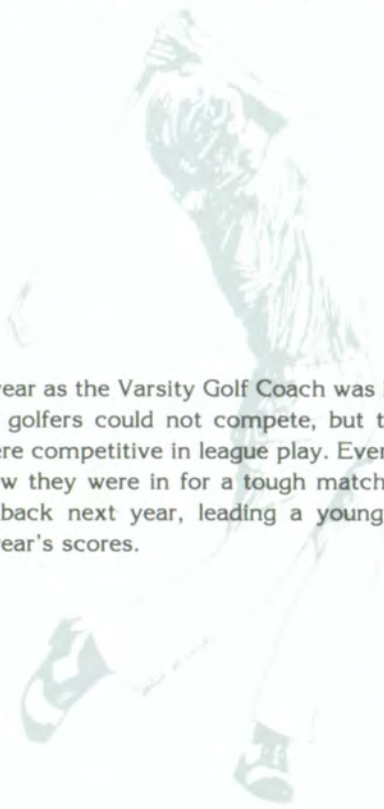 year as the Varsity Golf Coach was
golfers could not compete, but
re competitive in league play. Ever
w they were in for a tough match
back next year, leading a young
ear's scores.